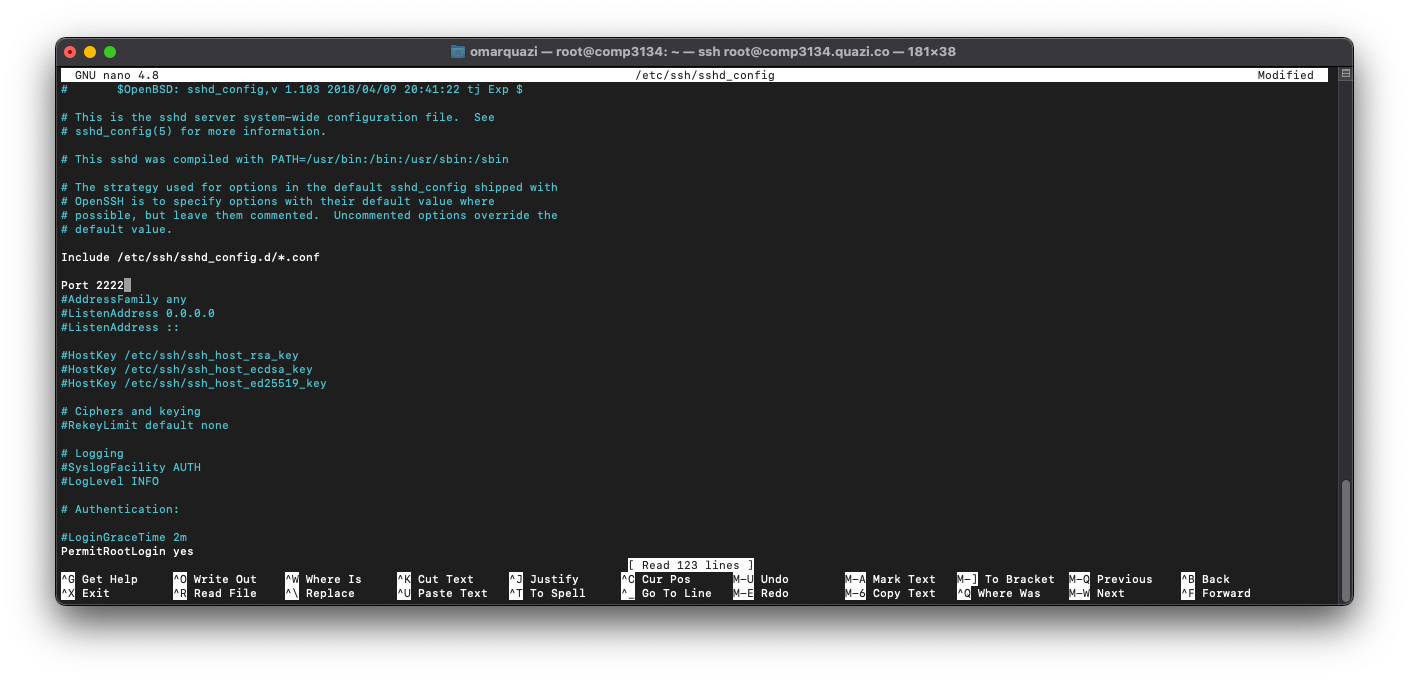 omarquazi — root@comp3134: ~ — ssh root@comp3134.quazi.co — 181×38
GNU nano 4.8 /etc/ssh/sshd_config Modified
# $OpenBSD: sshd_config,v 1.103 2018/04/09 20:41:22 tj Exp $
# This is the sshd server system-wide configuration file.  See
# sshd_config(5) for more information.
# This sshd was compiled with PATH=/usr/bin:/bin:/usr/sbin:/sbin
# The strategy used for options in the default sshd_config shipped with
# OpenSSH is to specify options with their default value where
# possible, but leave them commented.  Uncommented options override the
# default value.
Include /etc/ssh/sshd_config.d/*.conf
Port 2222
#AddressFamily any
#ListenAddress 0.0.0.0
#ListenAddress ::
#HostKey /etc/ssh/ssh_host_rsa_key
#HostKey /etc/ssh/ssh_host_ecdsa_key
#HostKey /etc/ssh/ssh_host_ed25519_key
# Ciphers and keying
#RekeyLimit default none
# Logging
#SyslogFacility AUTH
#LogLevel INFO
# Authentication:
#LoginGraceTime 2m
PermitRootLogin yes
[ Read 123 lines ]
^G Get Help ^O Write Out ^W Where Is ^K Cut Text ^J Justify ^C Cur Pos M-U Undo M-A Mark Text M-] To Bracket M-Q Previous ^B Back
^X Exit ^R Read File ^\ Replace ^U Paste Text ^T To Spell ^_ Go To Line M-E Redo M-6 Copy Text ^Q Where Was M-W Next ^F Forward